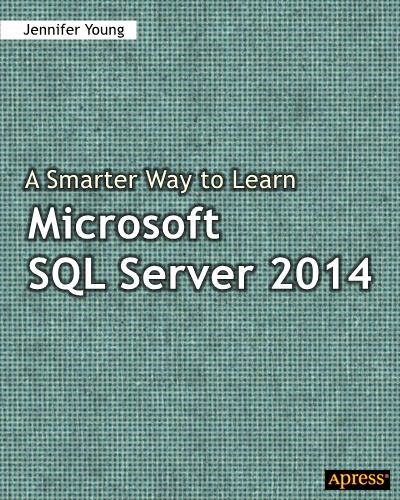 Jennifer Young
A Smarter Way to Learn
Microsoft
SQL Server 2014
APRESS®